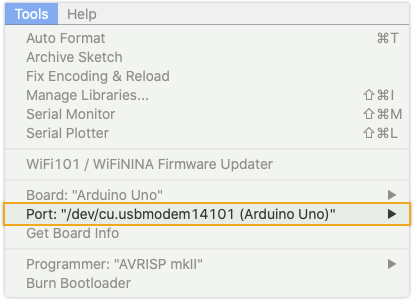 Tools Help
Auto Format ⌘T
Archive Sketch
Fix Encoding & Reload
Manage Libraries... ⇧⌘I
Serial Monitor ⇧⌘M
Serial Plotter ⇧⌘L
WiFi101 / WiFiNINA Firmware Updater
Board: "Arduino Uno" ▶
Port: "/dev/cu.usbmodem14101 (Arduino Uno)" ▶
Get Board Info
Programmer: "AVRISP mkII" ▶
Burn Bootloader